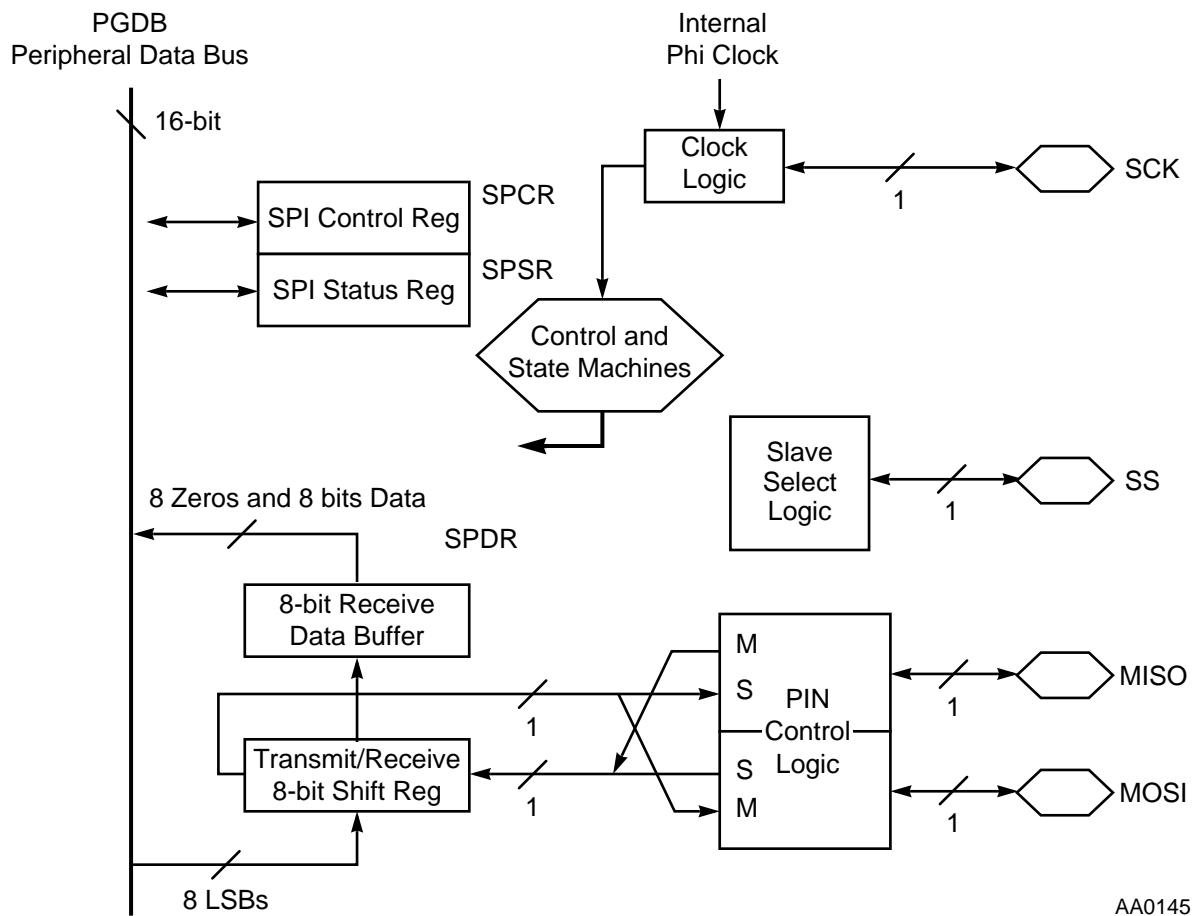 PGDB
Peripheral Data Bus
16-bit
Internal
Phi Clock
Clock
Logic
1
SCK
SPCR
SPI Control Reg
SPSR
SPI Status Reg
Control and
State Machines
Slave
Select
Logic
1
SS
8 Zeros and 8 bits Data
SPDR
8-bit Receive
Data Buffer
M
S
1
PIN
Control
Logic
1
MISO
Transmit/Receive
8-bit Shift Reg
1
S
M
1
MOSI
8 LSBs
AA0145